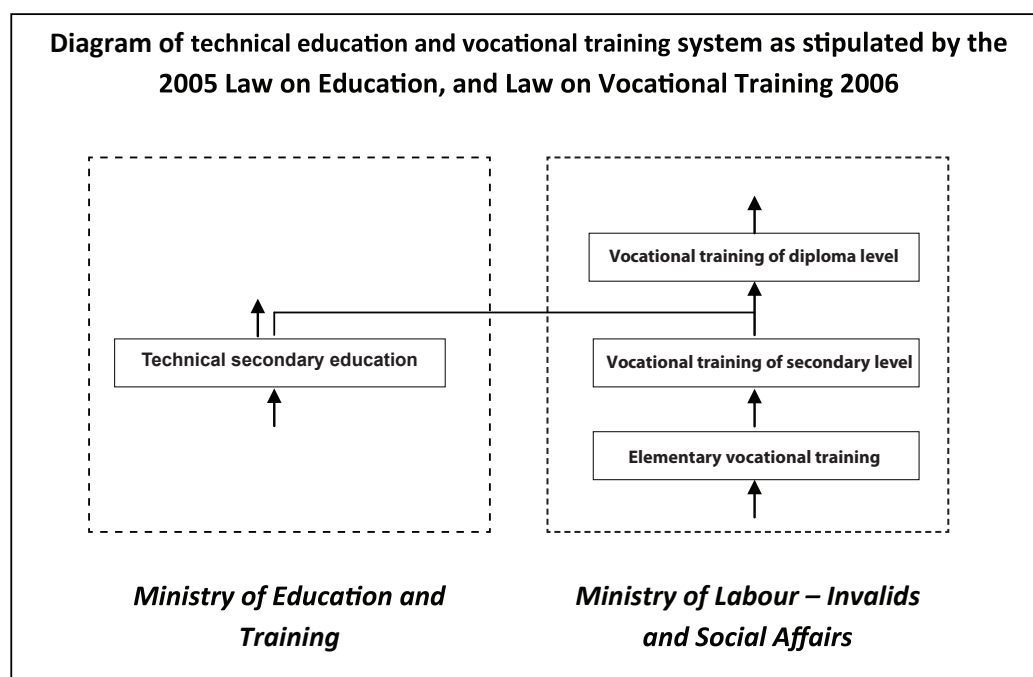 Diagram of technical education and vocational training system as stipulated by the
2005 Law on Education, and Law on Vocational Training 2006
Technical secondary education
Vocational training of diploma level
Vocational training of secondary level
Elementary vocational training
Ministry of Education and
Training
Ministry of Labour – Invalids
and Social Affairs